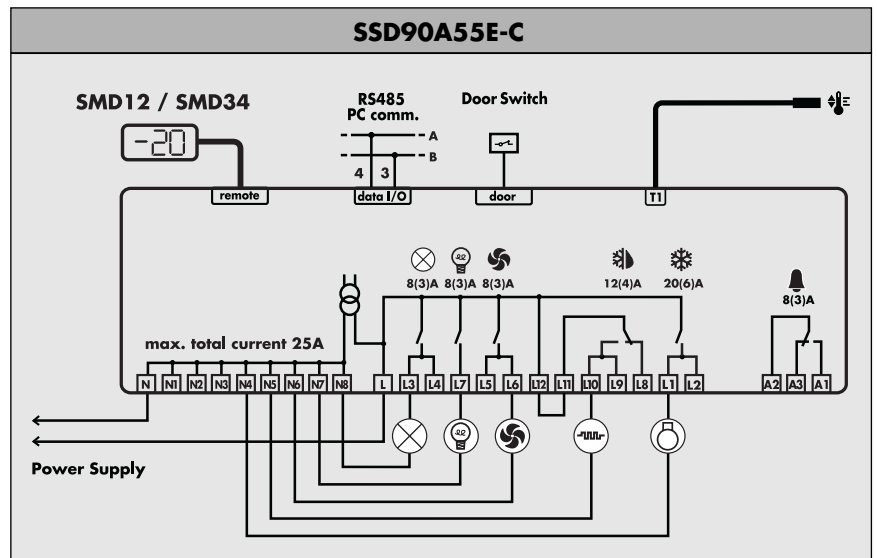 SSD90A55E-C
SMD12 / SMD34
-20
RS485
PC comm.
A
B
4 3
Door Switch
remote
data I/O
door
T1
8(3)A 8(3)A 8(3)A
12(4)A
20(6)A
8(3)A
max. total current 25A
N N1 N2 N3 N4 N5 N6 N7 N8 L L3 L4 L7 L5 L6 L12 L11 L10 L9 L8 L1 L2 A2 A3 A1
Power Supply